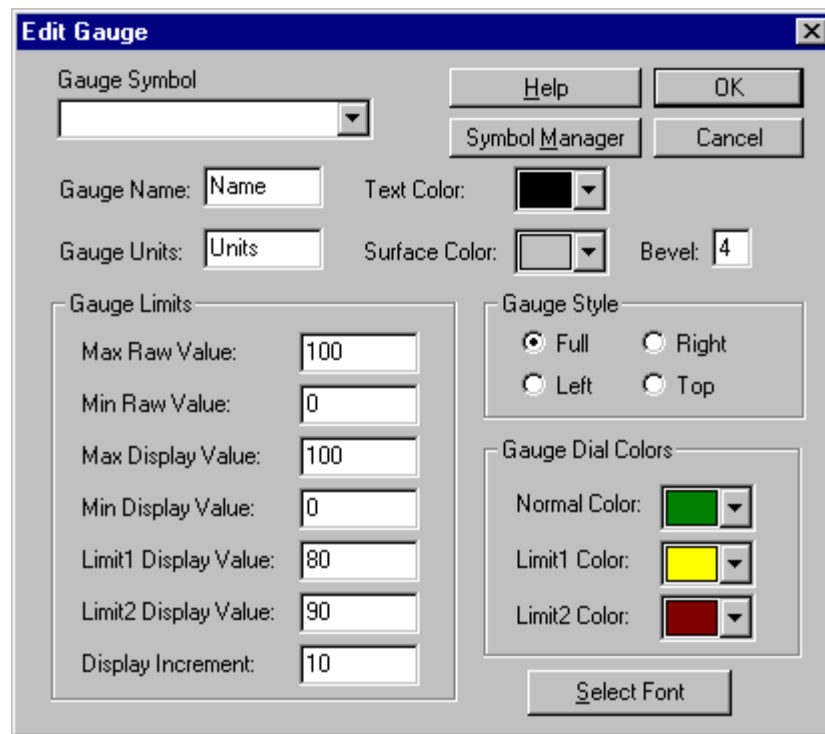 Edit Gauge
Gauge Symbol
Help
OK
Symbol Manager
Cancel
Gauge Name: Name
Text Color:
Gauge Units: Units
Surface Color:
Bevel: 4
Gauge Limits
Max Raw Value: 100
Min Raw Value: 0
Max Display Value: 100
Min Display Value: 0
Limit1 Display Value: 80
Limit2 Display Value: 90
Display Increment: 10
Gauge Style
Full
Right
Left
Top
Gauge Dial Colors
Normal Color:
Limit1 Color:
Limit2 Color:
Select Font